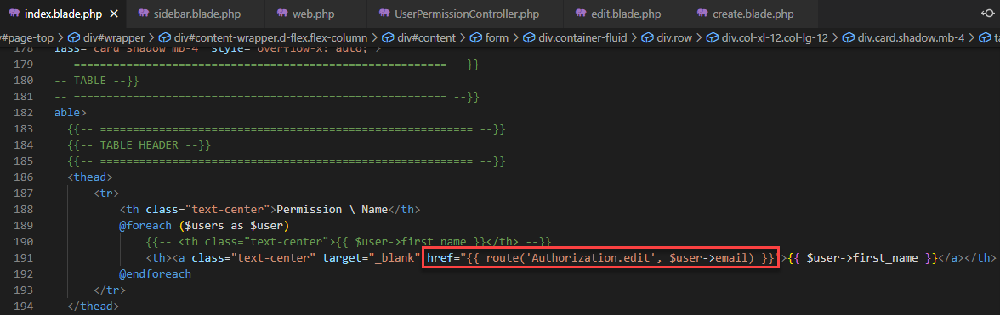 index.blade.php × sidebar.blade.php web.php UserPermissionController.php edit.blade.php create.blade.php
v#page-top > div#wrapper > div#content-wrapper.d-flex.flex-column > div#content > form > div.container-fluid > div.row > div.col-xl-12.col-lg-12 > div.card.shadow.mb-4 > ta
178 lass="card shadow mb-4" style="overflow-x: auto;">
179 -- ========================================================= --}}
180 -- TABLE --}}
181 -- ========================================================= --}}
182 able>
183 {{-- ========================================================= --}}
184 {{-- TABLE HEADER --}}
185 {{-- ========================================================= --}}
186 <thead>
187 <tr>
188 <th class="text-center">Permission \ Name</th>
189 @foreach ($users as $user)
190 {{-- <th class="text-center">{{ $user->first_name }}</th> --}}
191 <th><a class="text-center" target="_blank" href="{{ route('Authorization.edit', $user->email) }}">{{ $user->first_name }}</a></th>
192 @endforeach
193 </tr>
194 </thead>